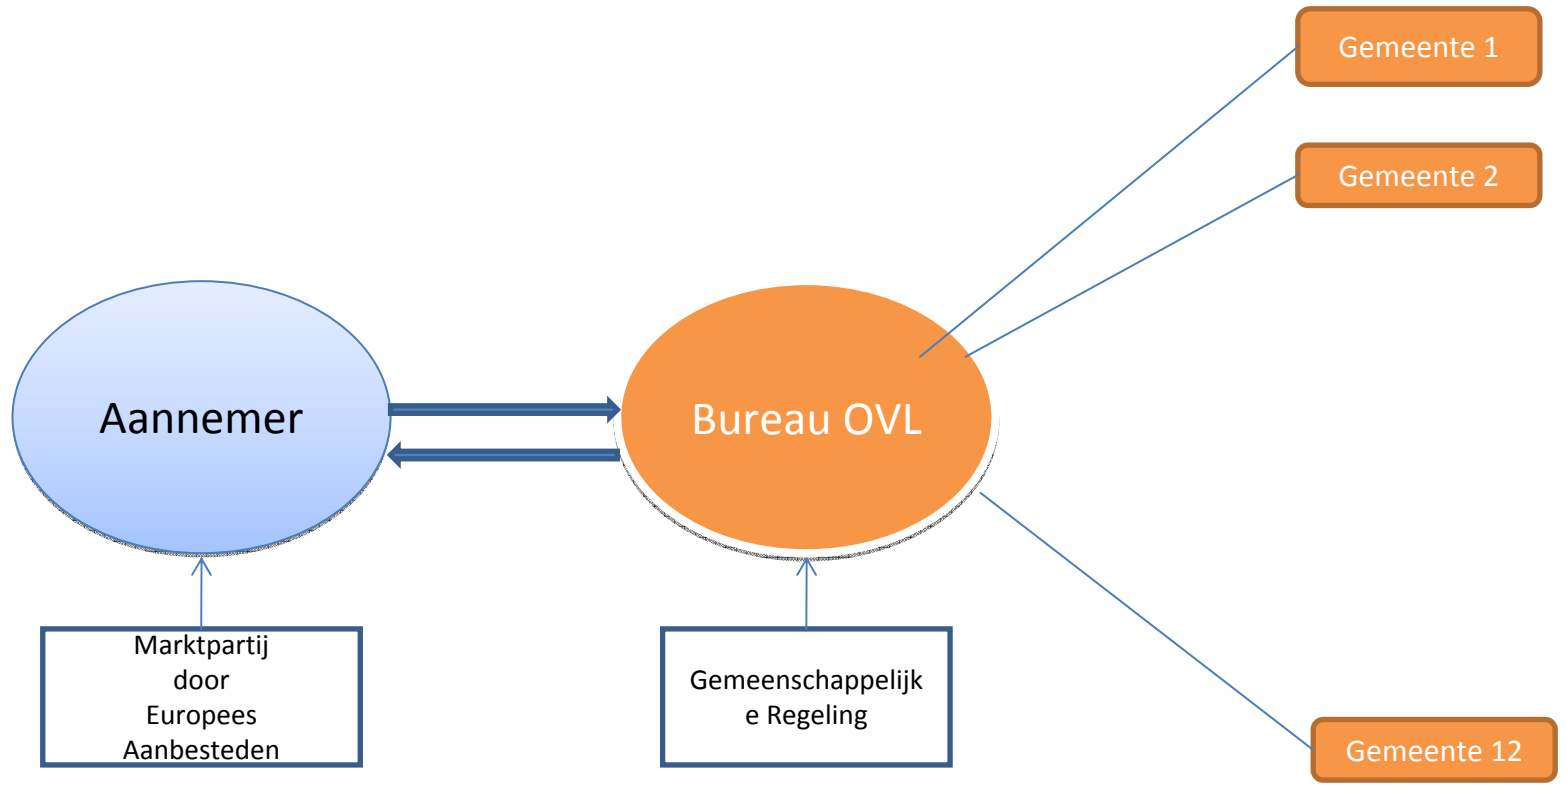 Gemeente 1
Gemeente 2
Aannemer
Bureau OVL
Marktpartij
door
Europees
Aanbesteden
Gemeenschappelijk
e Regeling
Gemeente 12